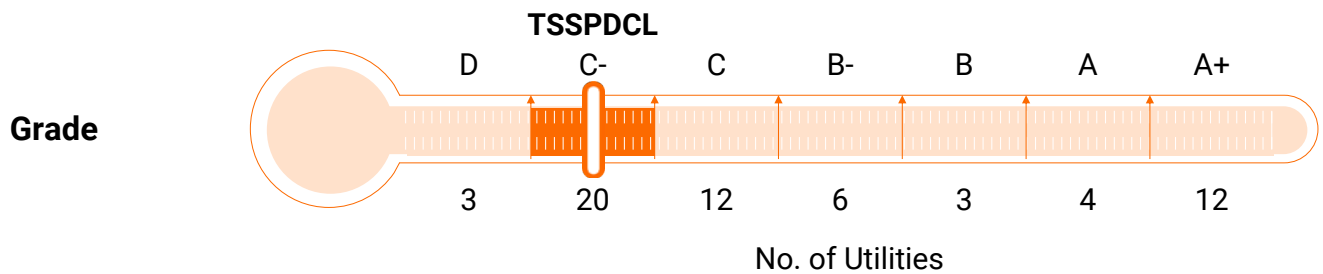 TSSPDCL
D C- C B- B A A+
Grade
3 20 12 6 3 4 12
No. of Utilities